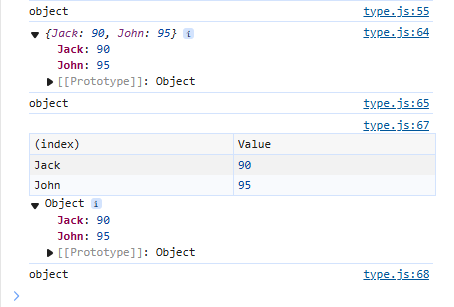 object type.js:55
▼ {Jack: 90, John: 95} i type.js:64
Jack: 90
John: 95
▶ [[Prototype]]: Object
object type.js:65
type.js:67
(index) Value
Jack 90
John 95
▼ Object i
Jack: 90
John: 95
▶ [[Prototype]]: Object
object type.js:68
>